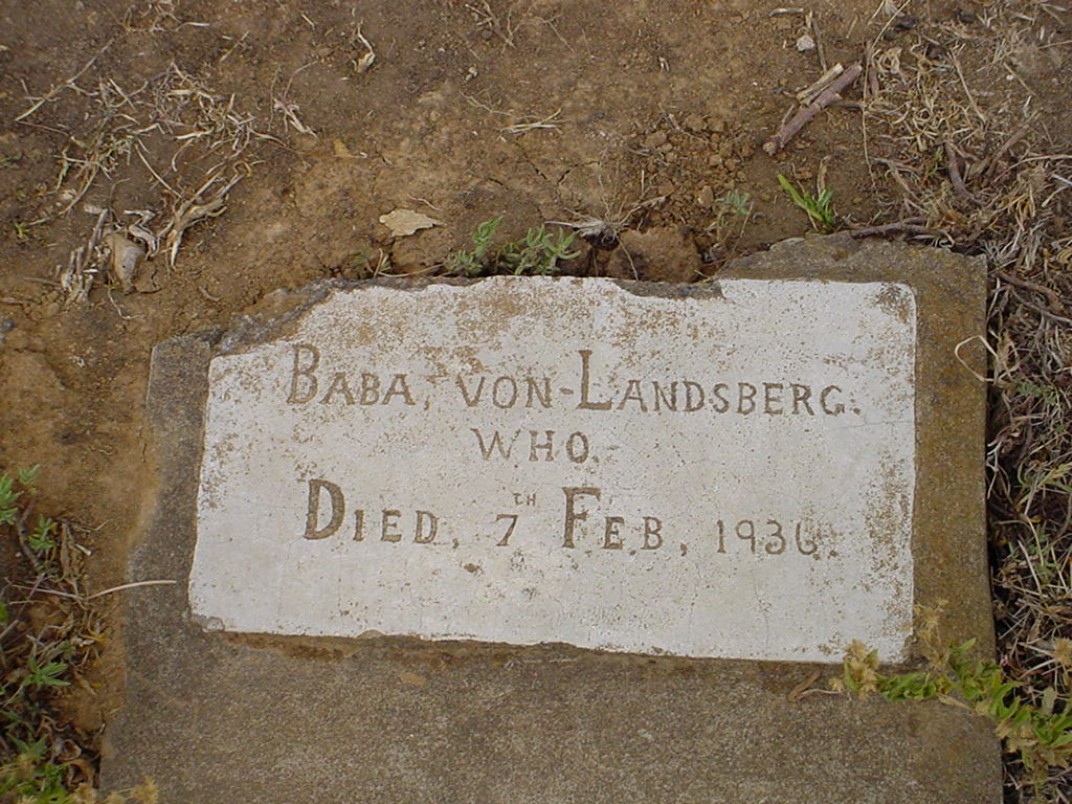 BABA, VON-LANDSBERG.
WHO.
DIED, 7TH FEB, 1936.